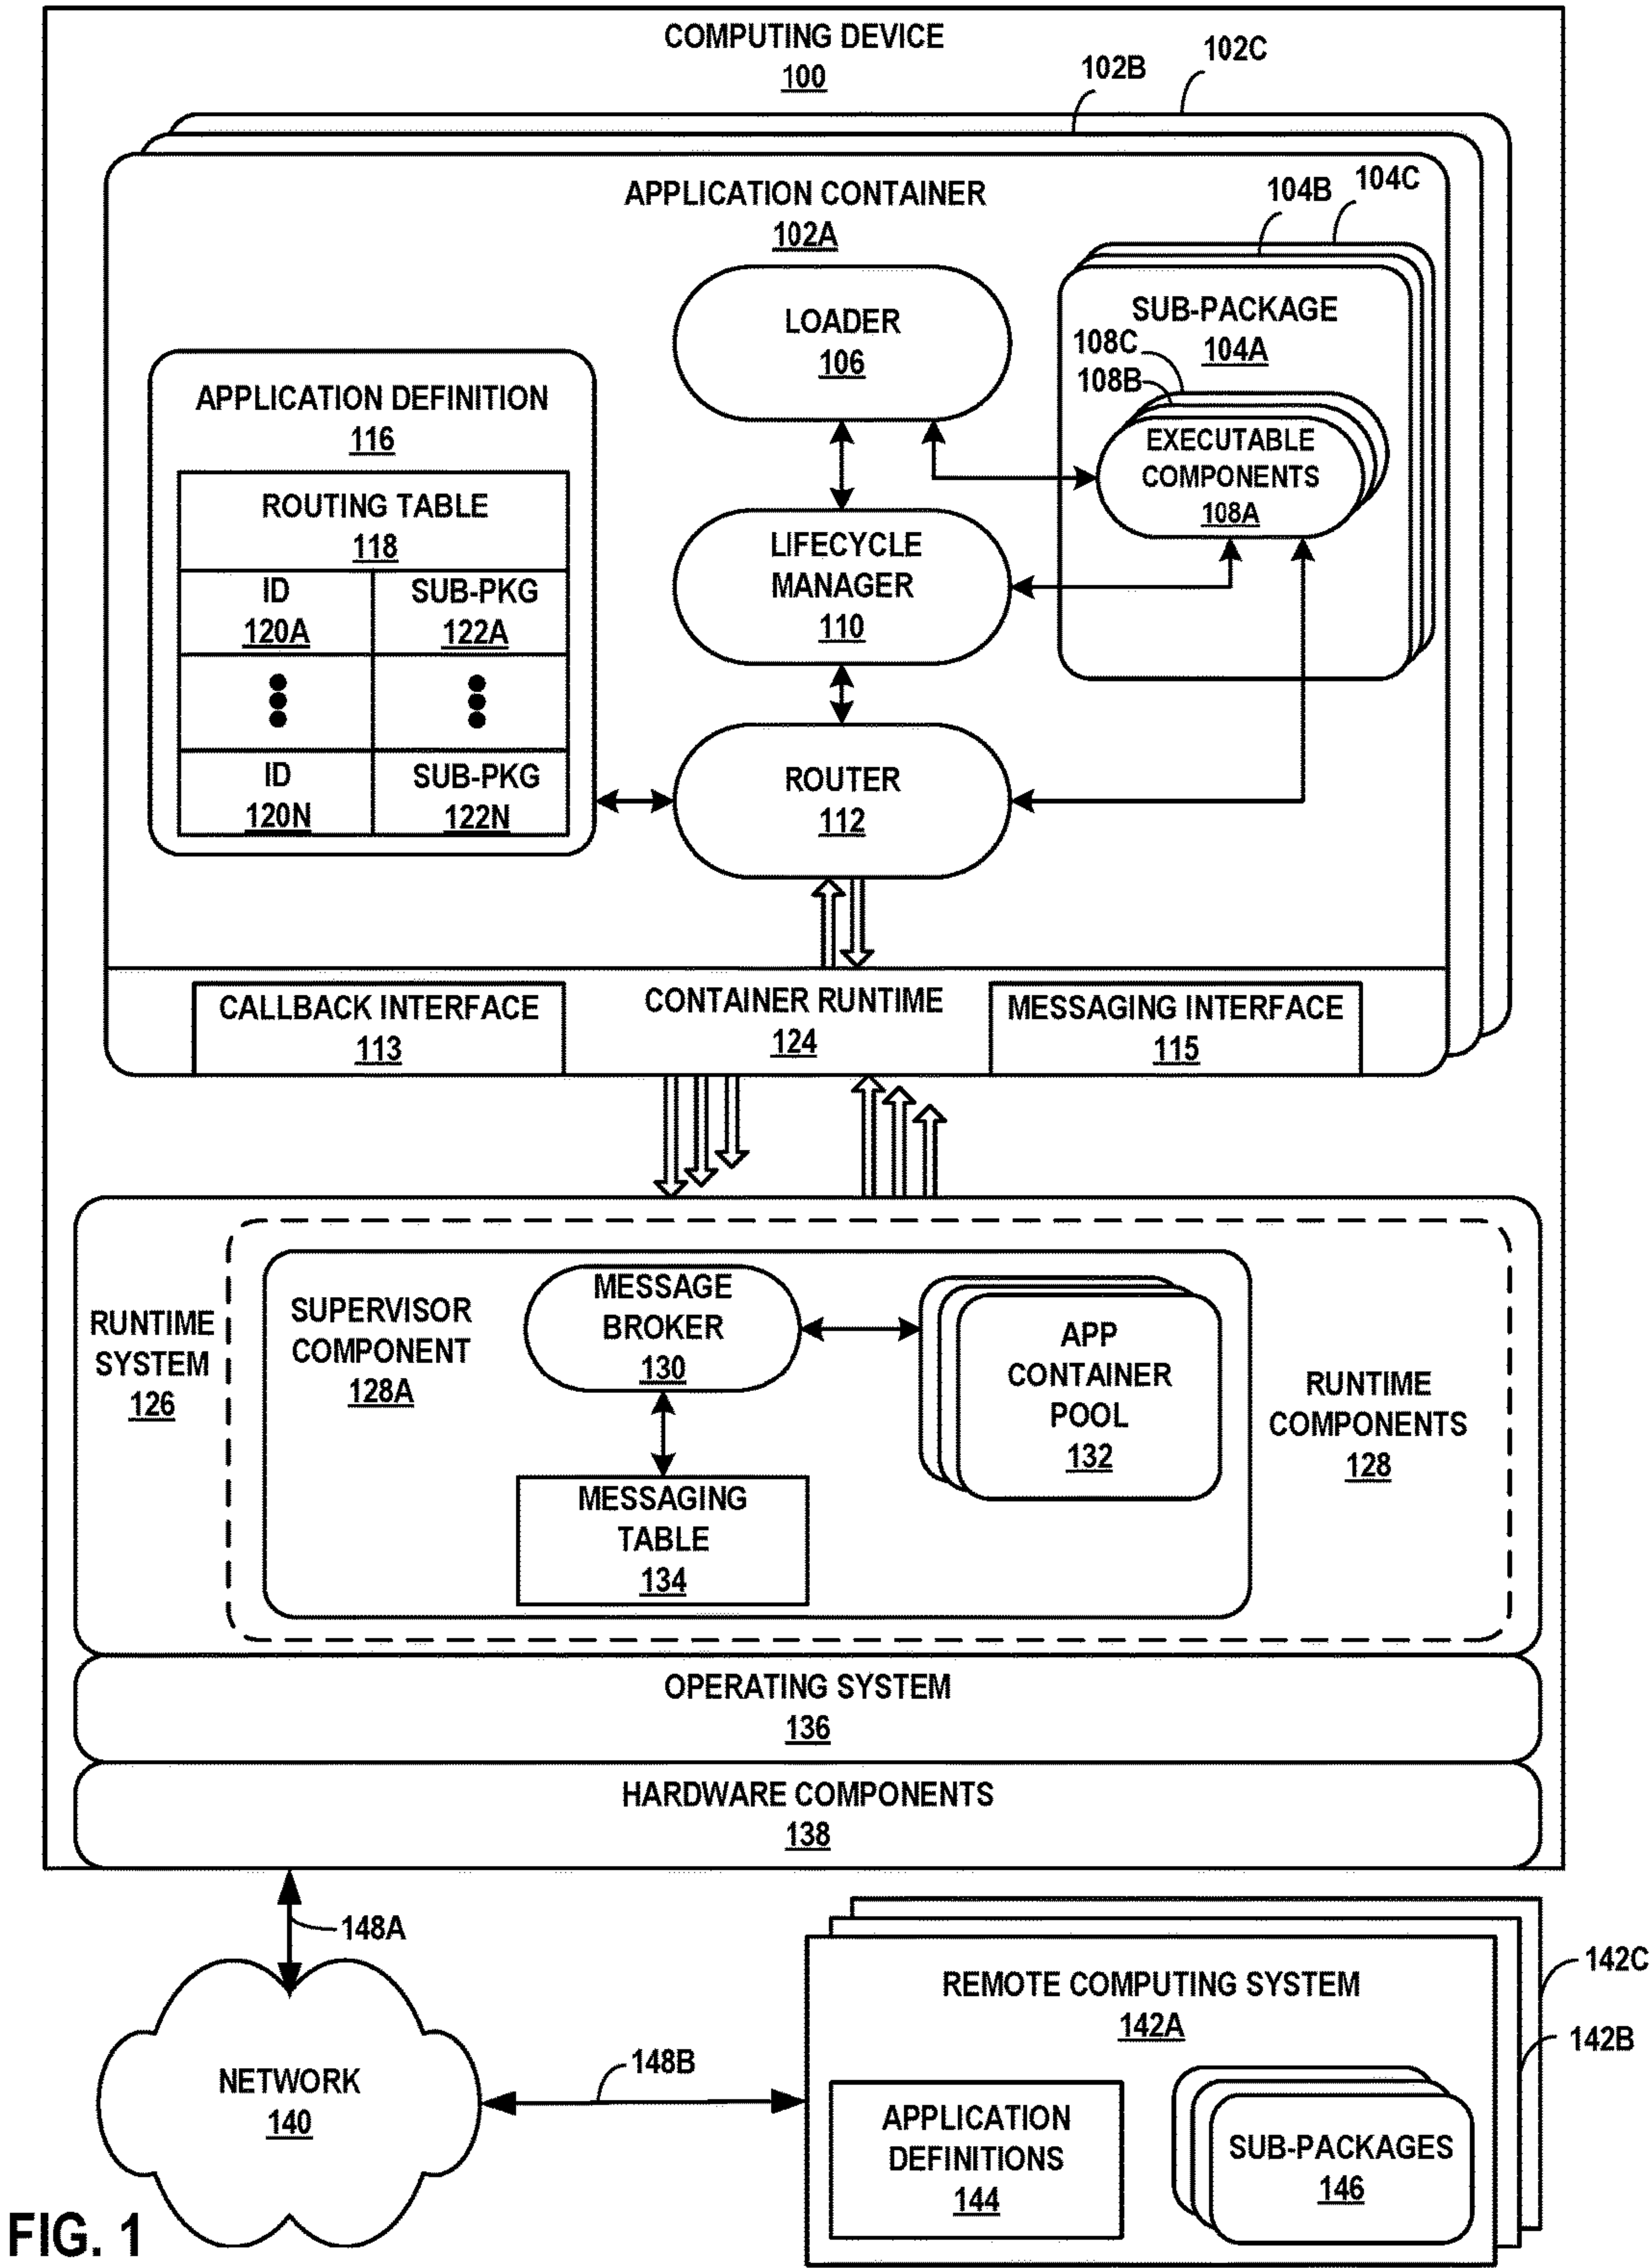 COMPUTING DEVICE
100
102C
102B
APPLICATION CONTAINER
102A
104C
104B
LOADER
106
SUB-PACKAGE
104A
108C
108B
EXECUTABLE
COMPONENTS
108A
APPLICATION DEFINITION
116
ROUTING TABLE
118
ID
120A
SUB-PKG
122A
ID
120N
SUB-PKG
122N
LIFECYCLE
MANAGER
110
ROUTER
112
CALLBACK INTERFACE
113
CONTAINER RUNTIME
124
MESSAGING INTERFACE
115
RUNTIME
SYSTEM
126
SUPERVISOR
COMPONENT
128A
MESSAGE
BROKER
130
APP
CONTAINER
POOL
132
MESSAGING
TABLE
134
RUNTIME
COMPONENTS
128
OPERATING SYSTEM
136
HARDWARE COMPONENTS
138
148A
NETWORK
140
148B
REMOTE COMPUTING SYSTEM
142A
142C
142B
APPLICATION
DEFINITIONS
144
SUB-PACKAGES
146
FIG. 1